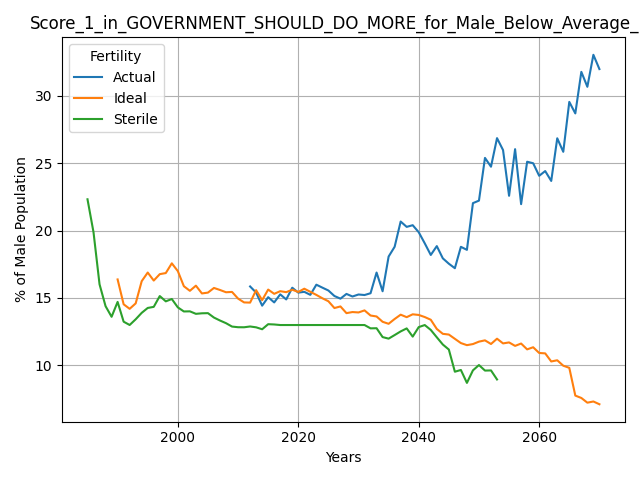 Score_1_in_GOVERNMENT_SHOULD_DO_MORE_for_Male_Below_Average_
Fertility
Actual
Ideal
Sterile
% of Male Population
30
25
20
15
10
2000 2020 2040 2060
Years